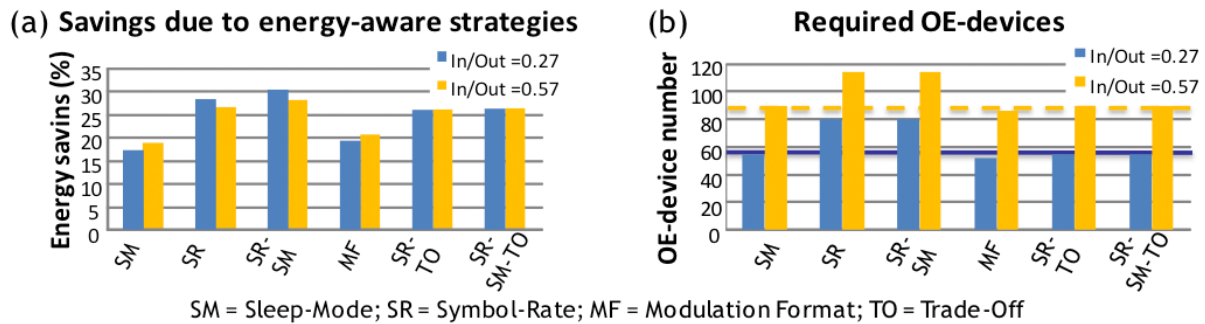 (a) Savings due to energy-aware strategies
In/Out =0.27
In/Out =0.57
Energy savins (%)
35
30
25
20
15
10
5
0
SM
SR
SR-
SM
MF
SR-
TO
SR-
SM-TO
(b) Required OE-devices
In/Out =0.27
In/Out =0.57
OE-device number
120
100
80
60
40
20
0
SM
SR
SR-
SM
MF
SR-
TO
SR-
SM-TO
SM = Sleep-Mode; SR = Symbol-Rate; MF = Modulation Format; TO = Trade-Off